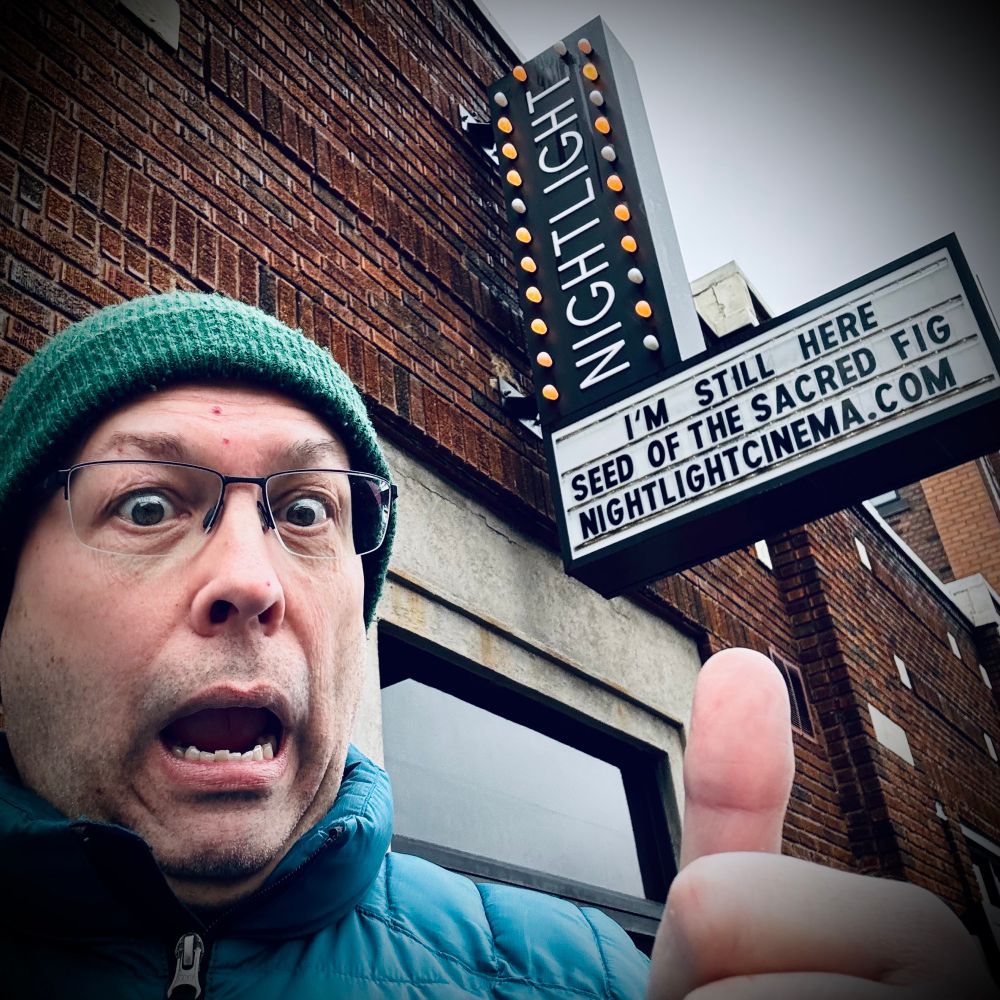 NIGHTLIGHT
I'M STILL HERE
SEED OF THE SACRED FIG
NIGHTLIGHTCINEMA.COM